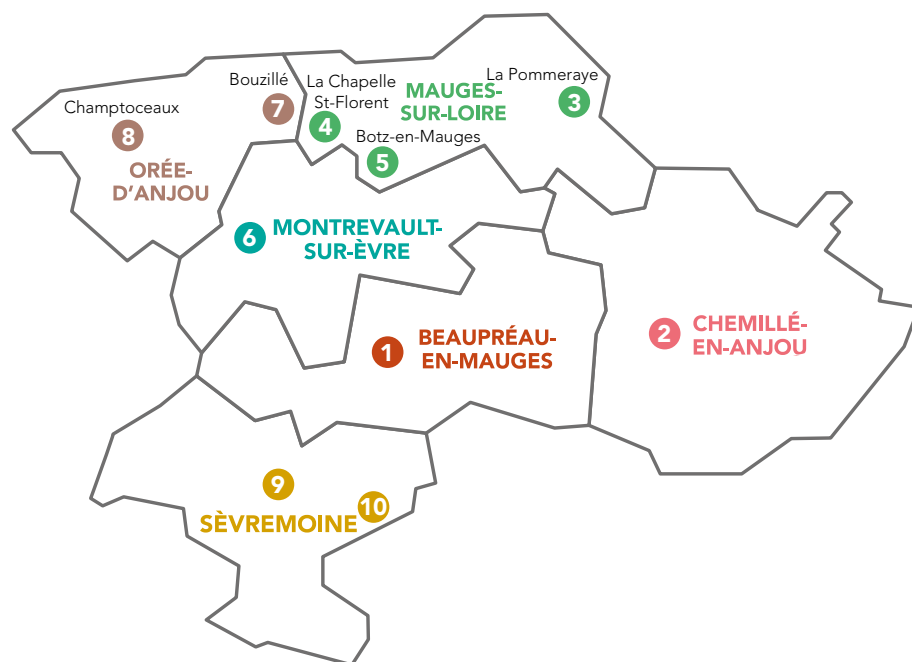 Champtoceaux
8
ORÉE-
D'ANJOU
Bouzillé
7
La Chapelle
St-Florent
4
MAUGES-
SUR-LOIRE
La Pommeraye
3
Botz-en-Mauges
5
6
MONTREVAULT-
SUR-ÈVRE
1
BEAUPRÉAU-
EN-MAUGES
2
CHEMILLÉ-
EN-ANJOU
9
SÈVREMOINE
10